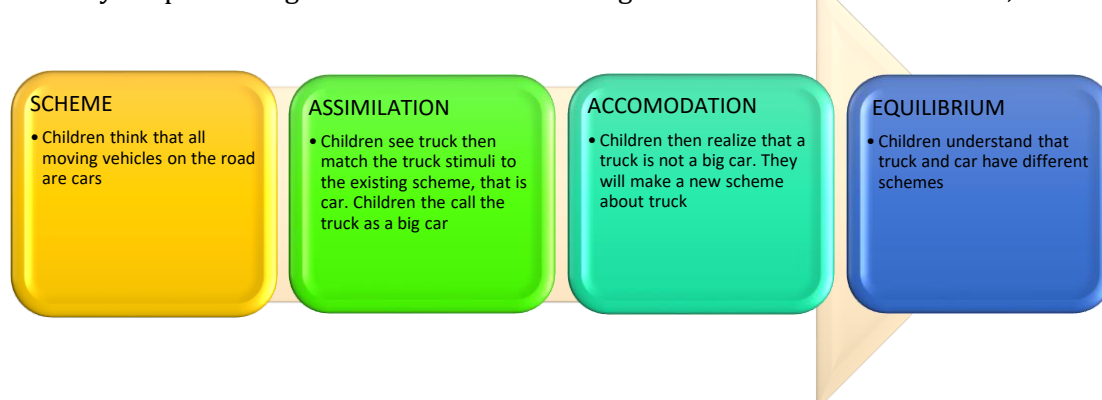 SCHEME
• Children think that all
moving vehicles on the road
are cars
ASSIMILATION
• Children see truck then
match the truck stimuli to
the existing scheme, that is
car. Children the call the
truck as a big car
ACCOMODATION
• Children then realize that a
truck is not a big car. They
will make a new scheme
about truck
EQUILIBRIUM
• Children understand that
truck and car have different
schemes